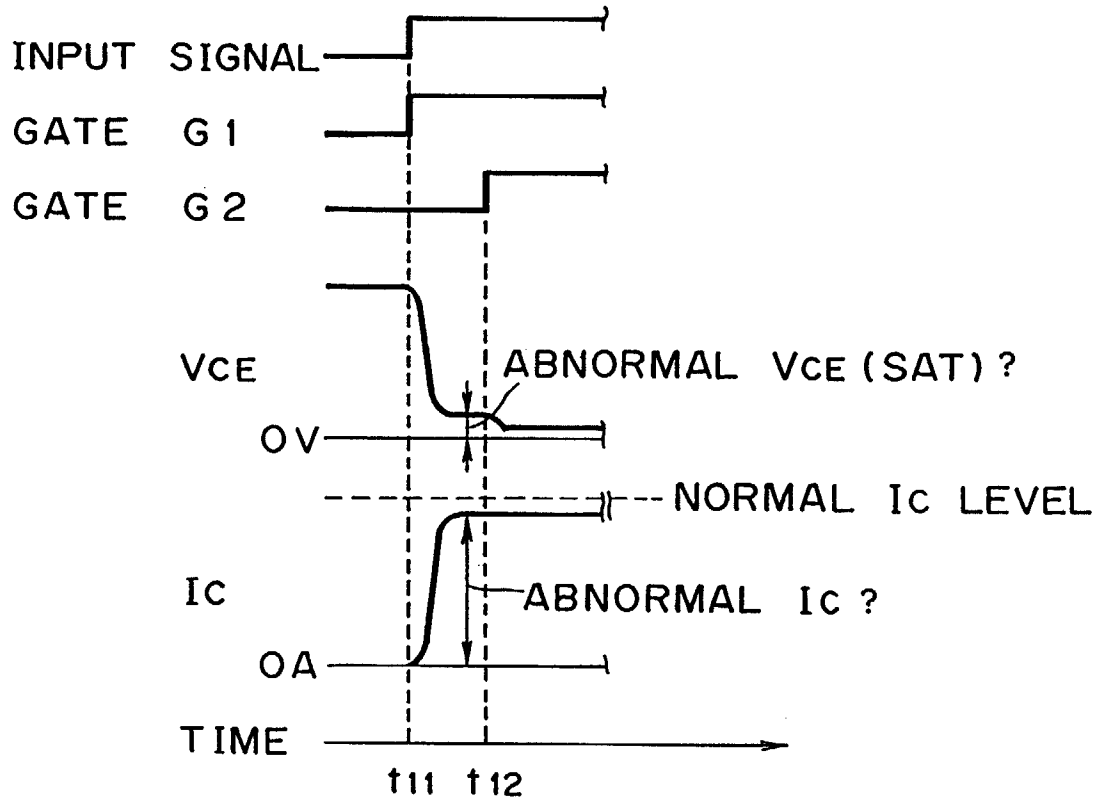 INPUT SIGNAL
GATE G1
GATE G2
VCE
ABNORMAL VCE (SAT) ?
OV
NORMAL IC LEVEL
IC
ABNORMAL IC ?
OA
TIME
t11 t12